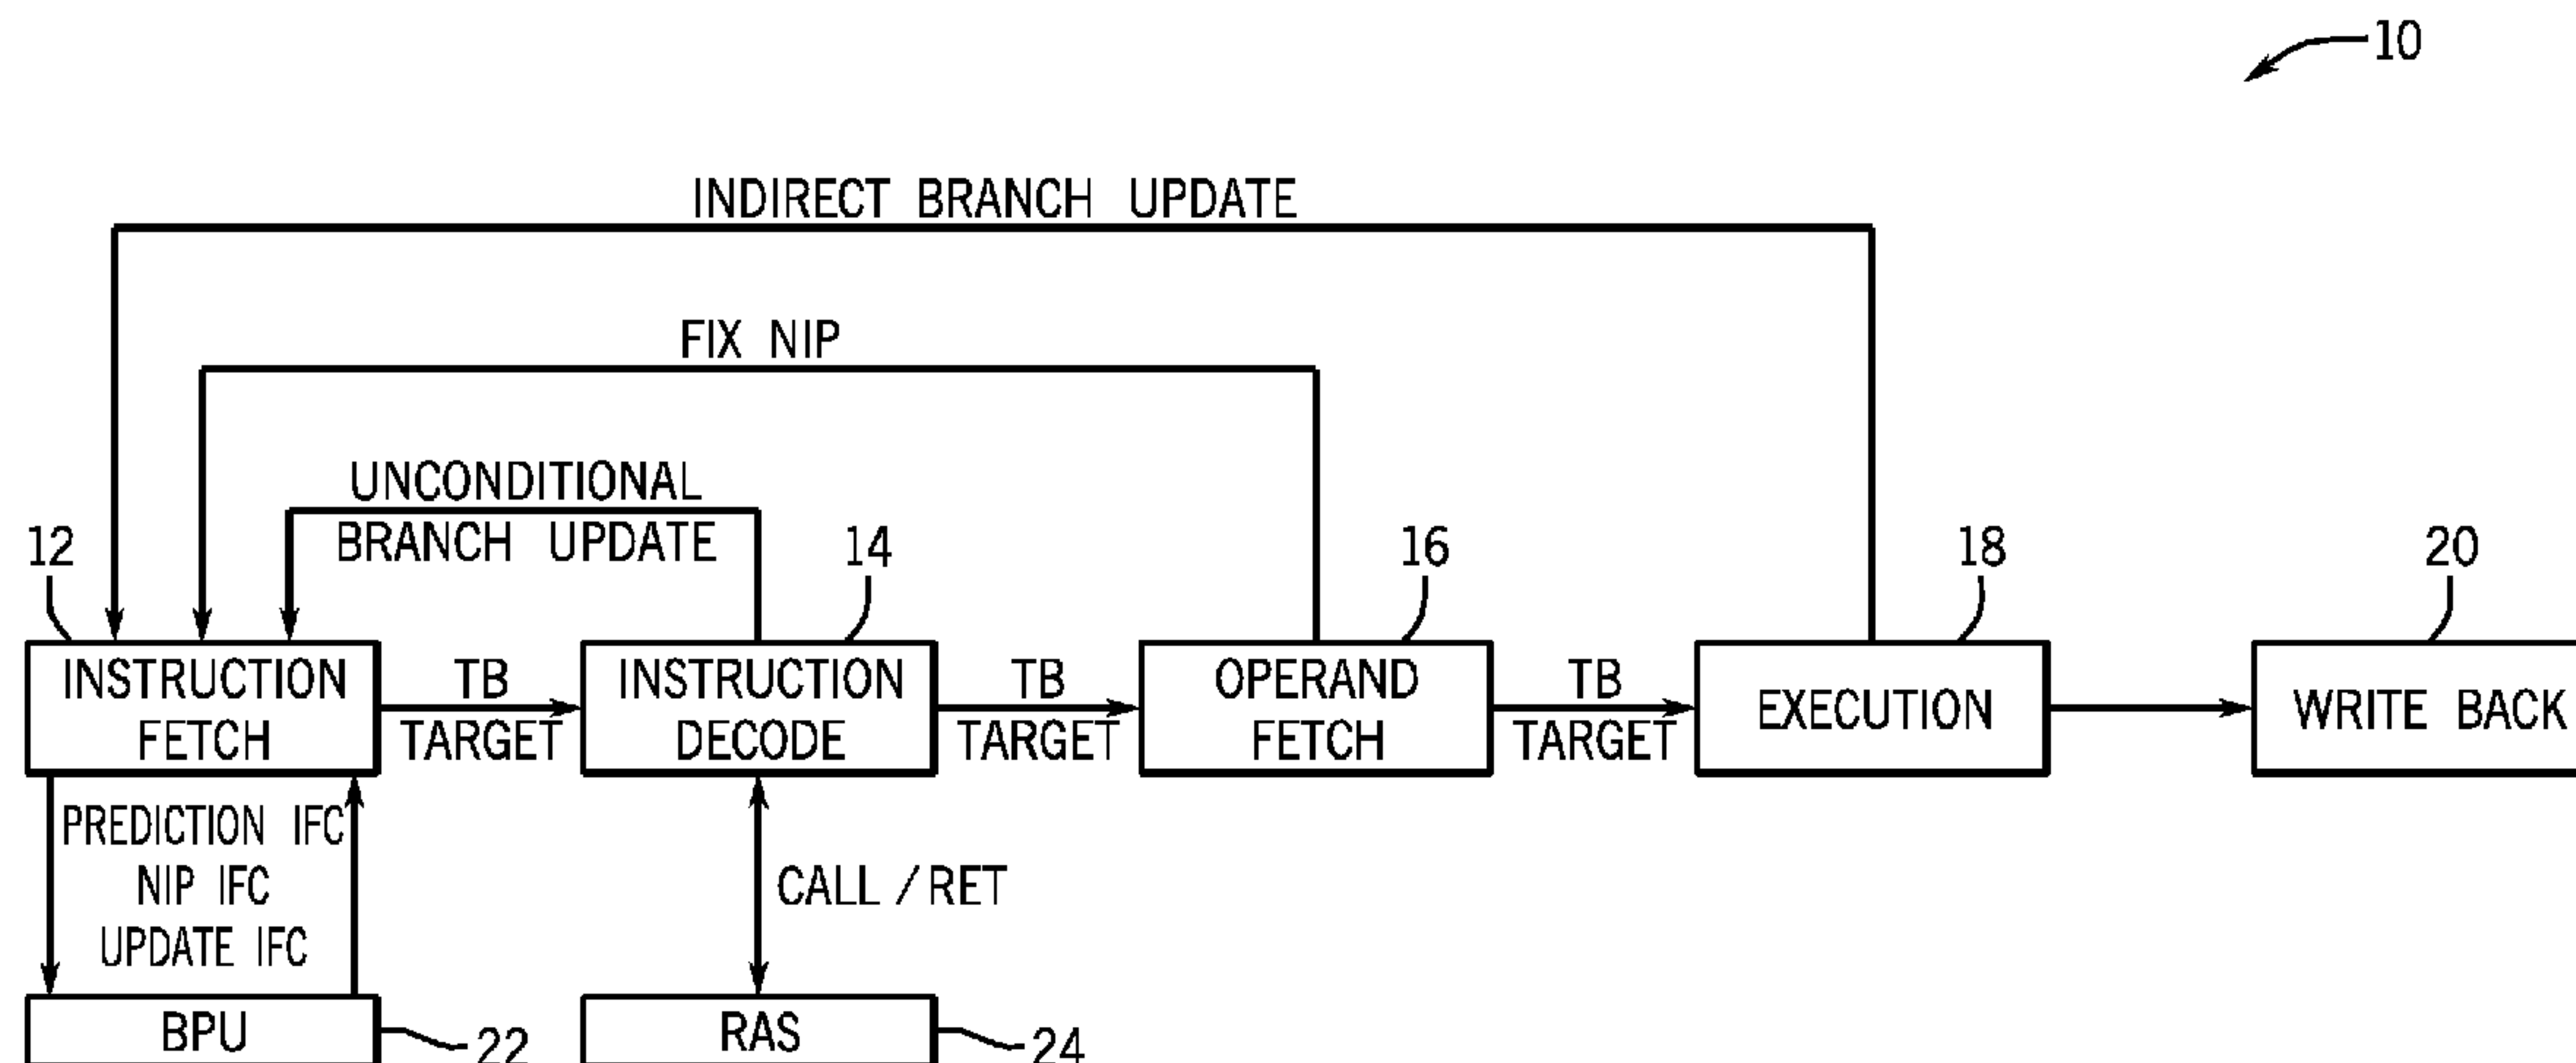 10
INDIRECT BRANCH UPDATE
FIX NIP
UNCONDITIONAL
BRANCH UPDATE
12
14
16
18
20
INSTRUCTION
FETCH
TB
TARGET
INSTRUCTION
DECODE
TB
TARGET
OPERAND
FETCH
TB
TARGET
EXECUTION
WRITE BACK
PREDICTION IFC
NIP IFC
UPDATE IFC
CALL / RET
BPU
22
RAS
24